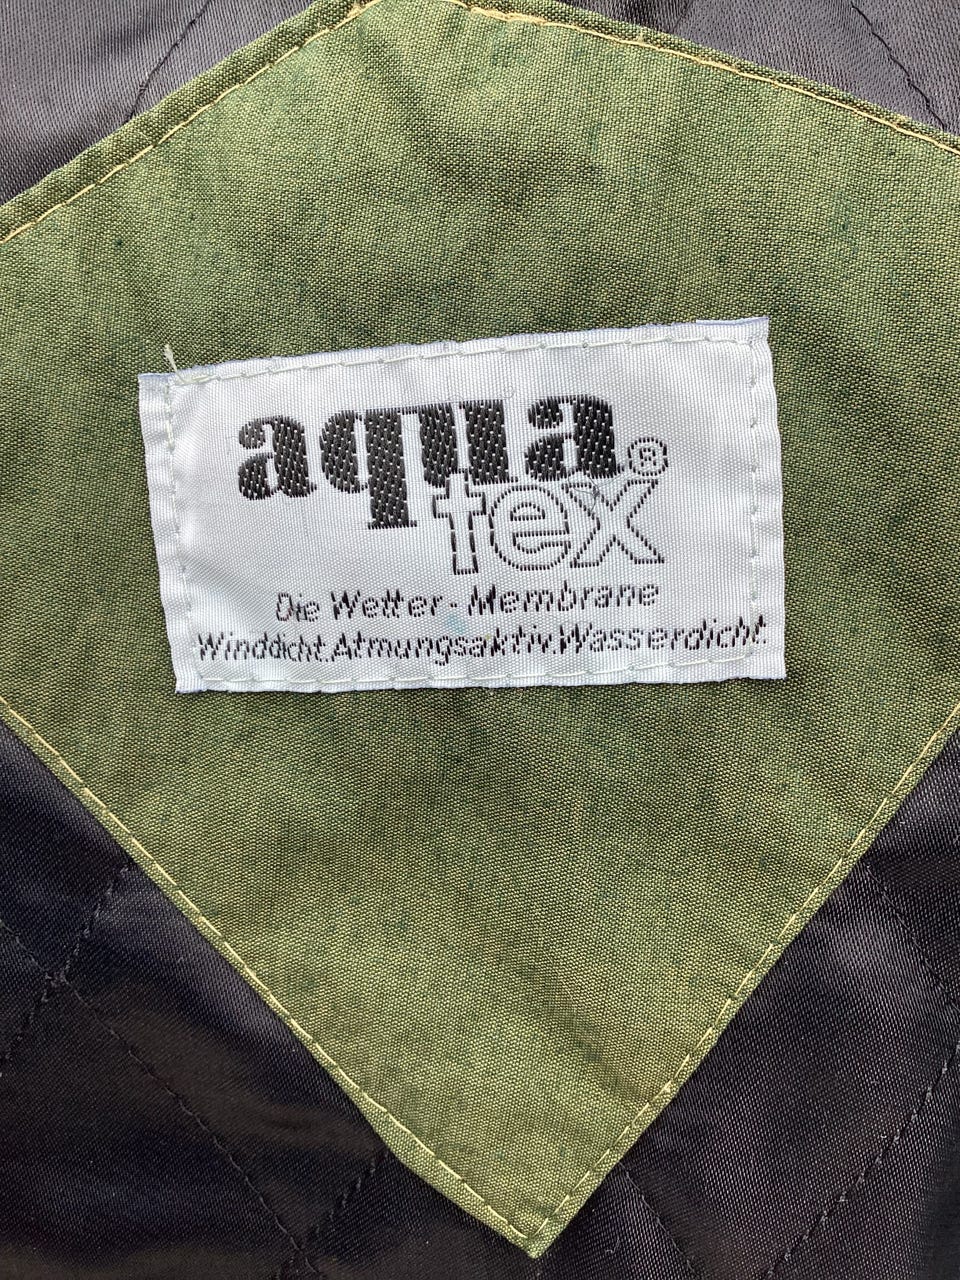 aqua®
tex
Die Wetter-Membrane
Winddicht.Atmungsaktiv.Wasserdicht.